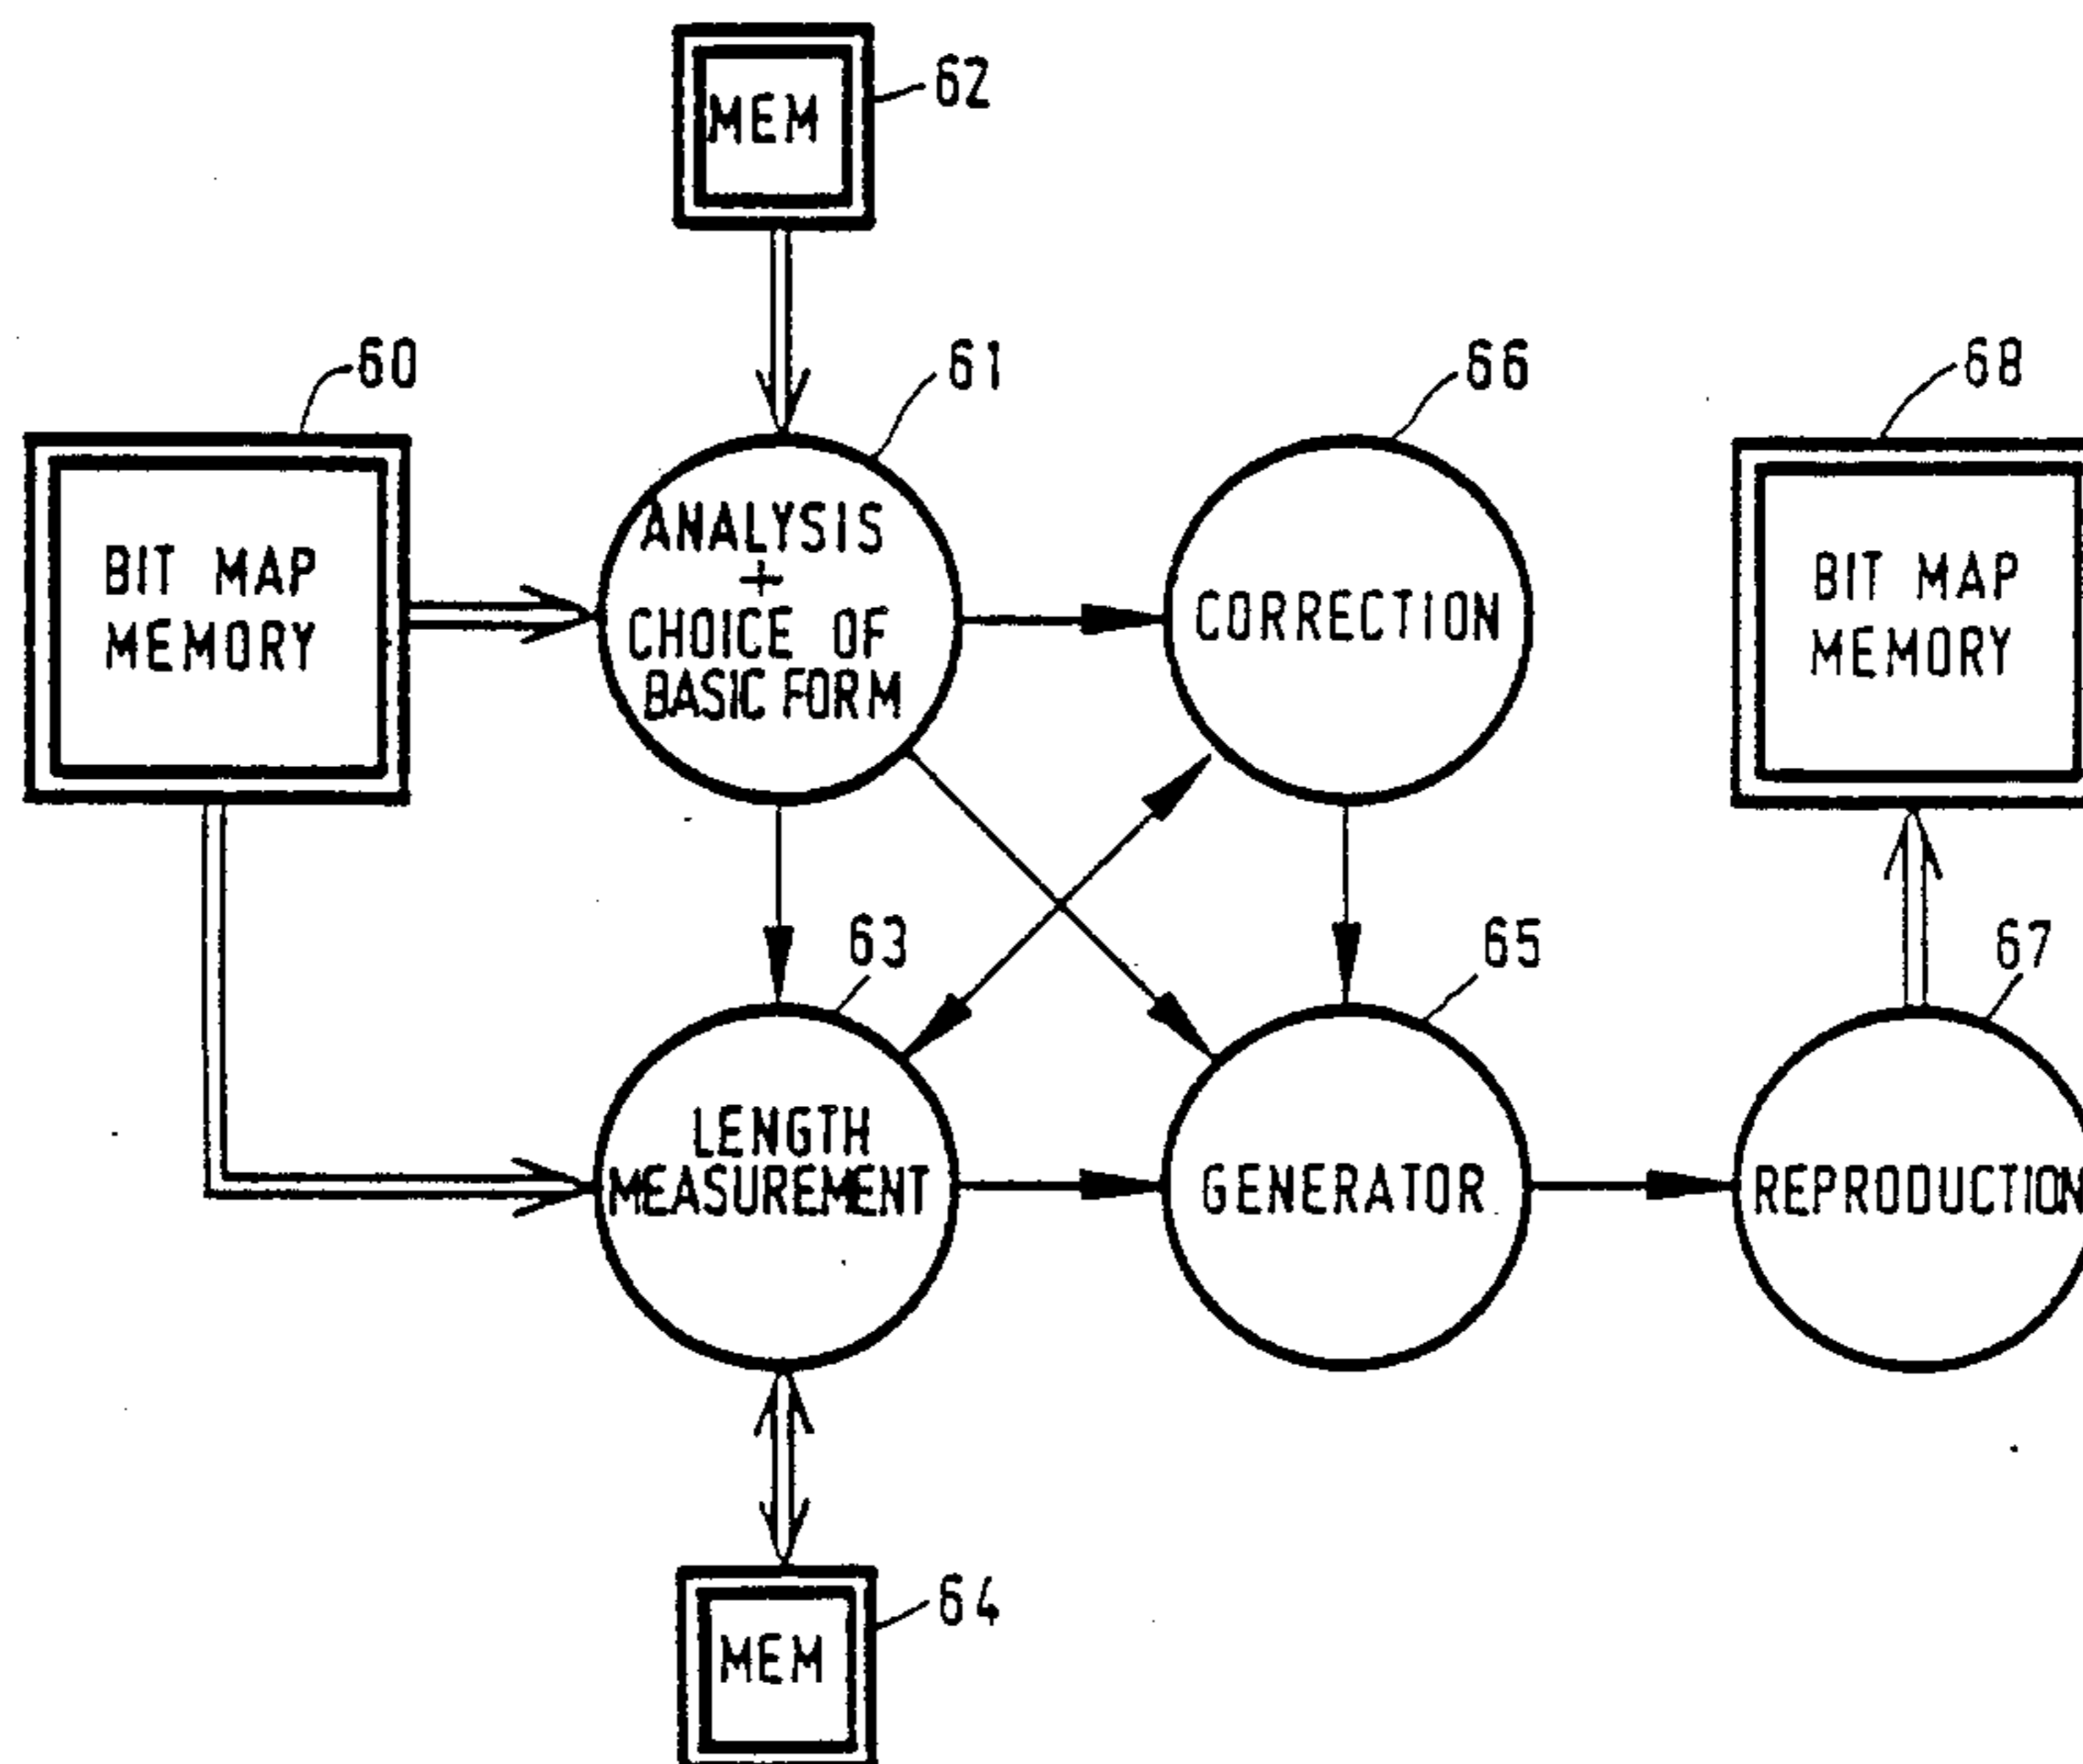 MEM
62
60
61
66
68
BIT MAP
MEMORY
ANALYSIS
+
CHOICE OF
BASIC FORM
CORRECTION
BIT MAP
MEMORY
63
65
67
LENGTH
MEASUREMENT
GENERATOR
REPRODUCTION
MEM
64